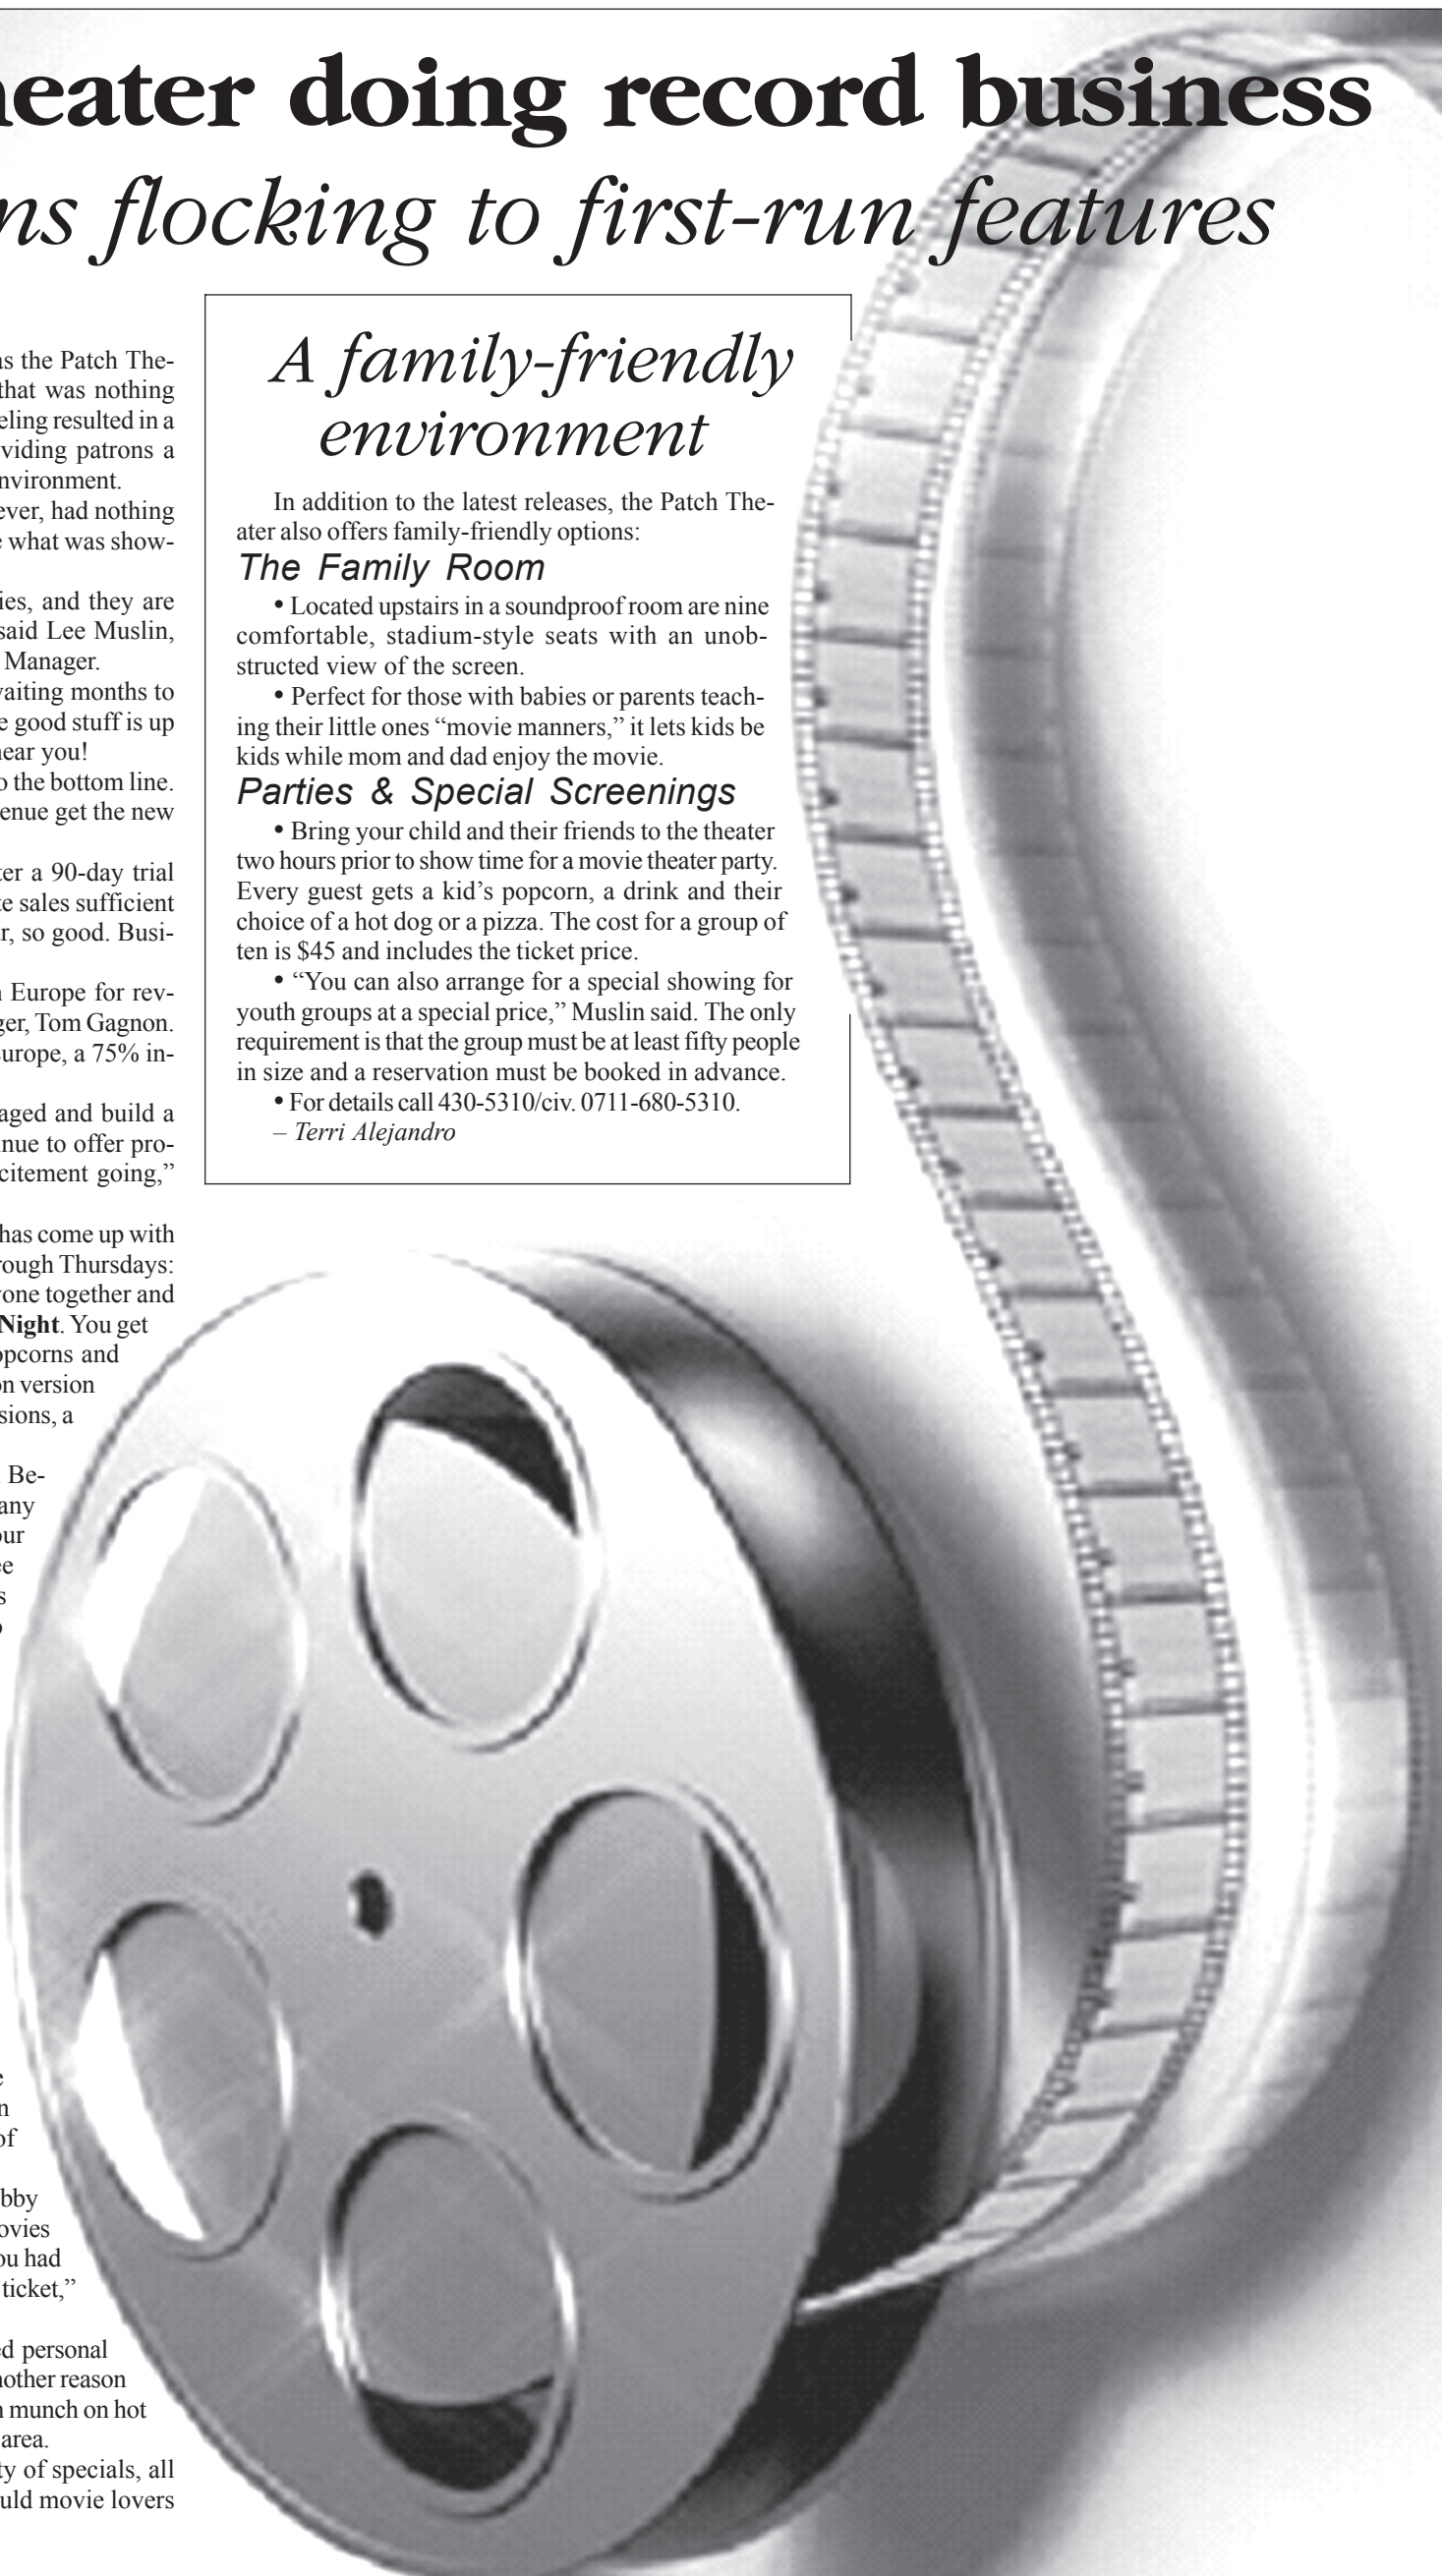 eater doing record business
ns flocking to first-run features
as the Patch The-
that was nothing
eling resulted in a
viding patrons a
nvironment.
ever, had nothing
e what was show-
ies, and they are
said Lee Muslin,
Manager.
waiting months to
e good stuff is up
near you!
o the bottom line.
enue get the new
ter a 90-day trial
te sales sufficient
r, so good. Busi-
n Europe for rev-
ger, Tom Gagnon.
urope, a 75% in-
aged and build a
nue to offer pro-
citement going,”
has come up with
rough Thursdays:
one together and
Night. You get
opcorns and
on version
sions, a
Be-
any
our
ee
s
e
n
of
bby
ovies
ou had
ticket,”
ed personal
nother reason
n munch on hot
area.
ty of specials, all
uld movie lovers
A family-friendly
environment
In addition to the latest releases, the Patch The-
ater also offers family-friendly options:
The Family Room
• Located upstairs in a soundproof room are nine
comfortable, stadium-style seats with an unob-
structed view of the screen.
• Perfect for those with babies or parents teach-
ing their little ones “movie manners,” it lets kids be
kids while mom and dad enjoy the movie.
Parties & Special Screenings
• Bring your child and their friends to the theater
two hours prior to show time for a movie theater party.
Every guest gets a kid’s popcorn, a drink and their
choice of a hot dog or a pizza. The cost for a group of
ten is $45 and includes the ticket price.
• “You can also arrange for a special showing for
youth groups at a special price,” Muslin said. The only
requirement is that the group must be at least fifty people
in size and a reservation must be booked in advance.
• For details call 430-5310/civ. 0711-680-5310.
– Terri Alejandro